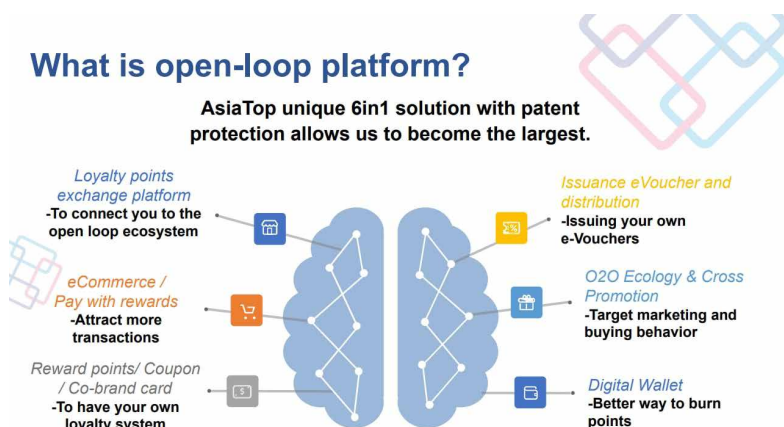 What is open-loop platform?
AsiaTop unique 6in1 solution with patent
protection allows us to become the largest.
Loyalty points
exchange platform
-To connect you to the
open loop ecosystem
eCommerce /
Pay with rewards
-Attract more
transactions
Reward points/ Coupon
/ Co-brand card
-To have your own
loyalty system
Issuance eVoucher and
distribution
-Issuing your own
e-Vouchers
O2O Ecology & Cross
Promotion
-Target marketing and
buying behavior
Digital Wallet
-Better way to burn
points